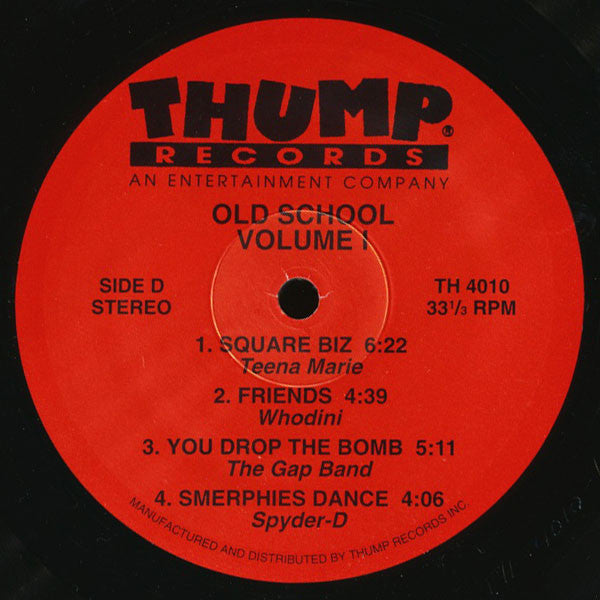 THUMP®
RECORDS
AN ENTERTAINMENT COMPANY
OLD SCHOOL
VOLUME I
SIDE D
STEREO
TH 4010
33 1/3 RPM
1. SQUARE BIZ 6:22
Teena Marie
2. FRIENDS 4:39
Whodini
3. YOU DROP THE BOMB 5:11
The Gap Band
4. SMERPHIES DANCE 4:06
Spyder-D
MANUFACTURED AND DISTRIBUTED BY THUMP RECORDS INC